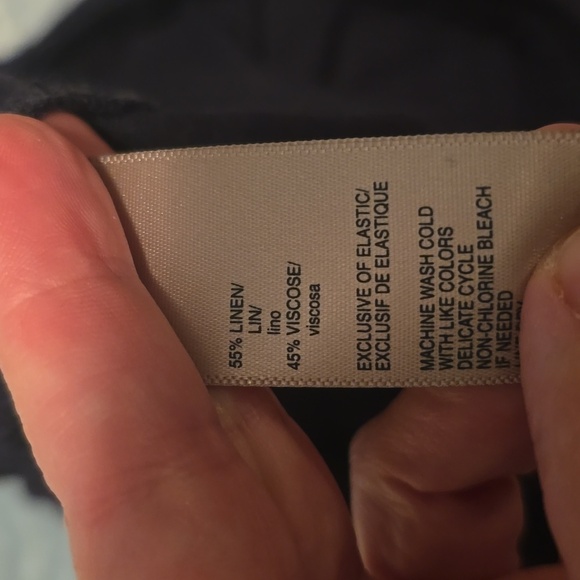 55% LINEN/
LIN/
lino
45% VISCOSE/
viscosa
EXCLUSIVE OF ELASTIC/
EXCLUSIF DE ELASTIQUE
MACHINE WASH COLD
WITH LIKE COLORS
DELICATE CYCLE
NON-CHLORINE BLEACH
IF NEEDED